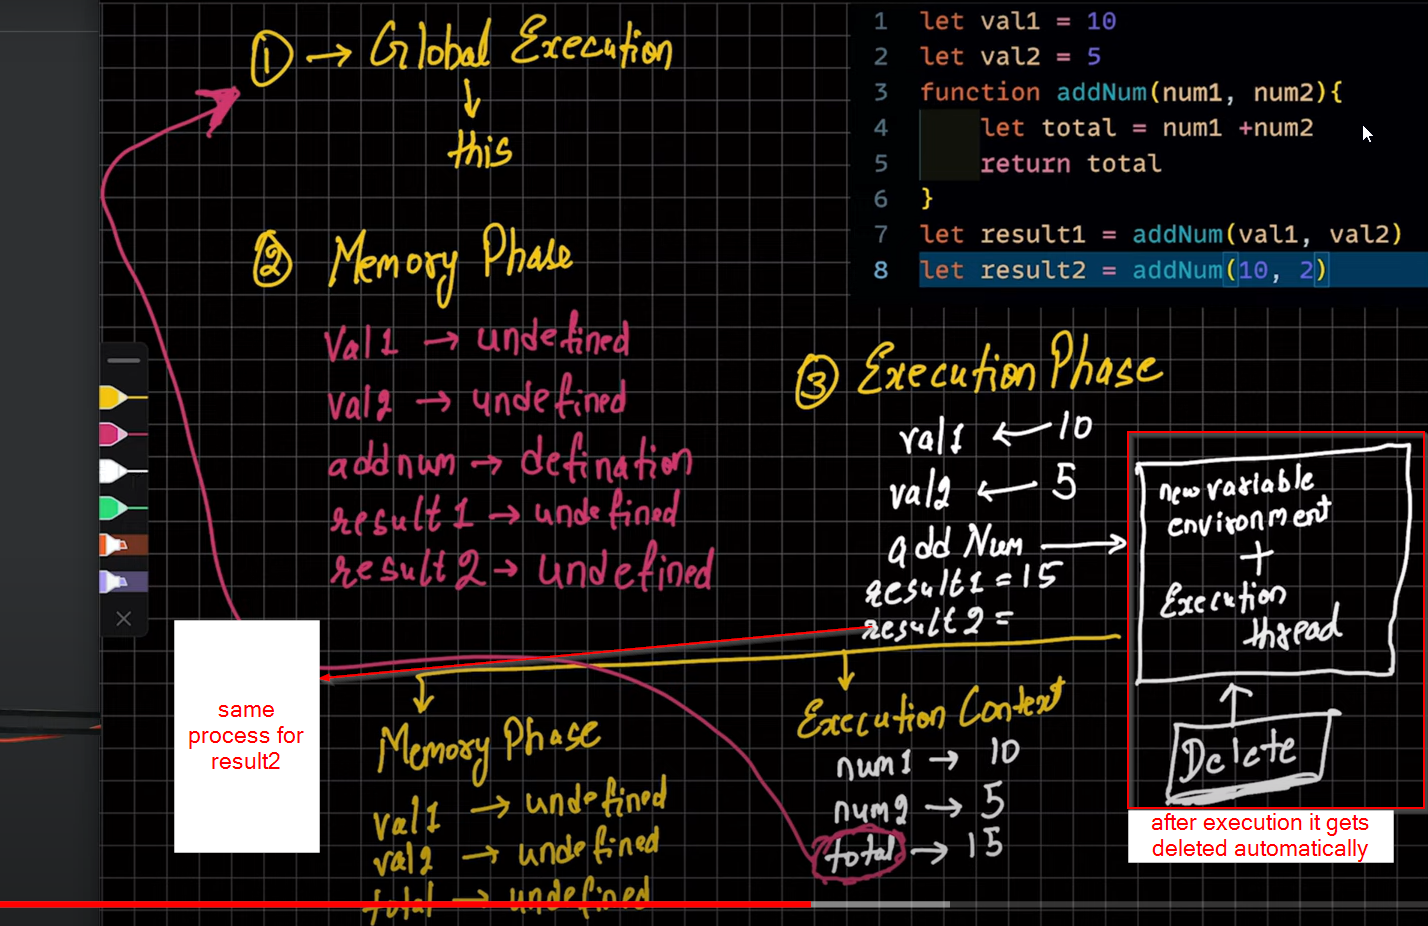 ① → Global Execution
↓
this
② Memory Phase
Val1 → undefined
val2 → undefined
addnum → defination
result1 → undefined
result2 → undefined
1 let val1 = 10
2 let val2 = 5
3 function addNum(num1, num2){
4 let total = num1 +num2
5 return total
6 }
7 let result1 = addNum(val1, val2)
8 let result2 = addNum(10, 2)
③ Execution Phase
val1 ← 10
val2 ← 5
add Num →
result1 = 15
result2 =
new variable
environment
+
Execution
thread
Delete
after execution it gets
deleted automatically
same
process for
result2
Memory Phase
val1 → undefined
val2 → undefined
total → undefined
Execution Context
num1 → 10
num2 → 5
total → 15